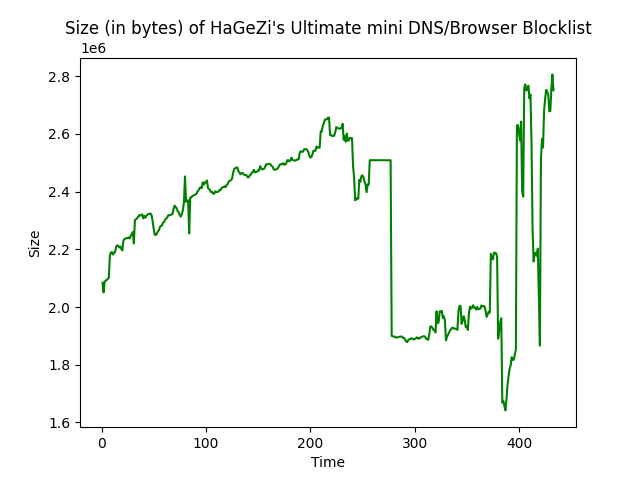 Size (in bytes) of HaGeZi's Ultimate mini DNS/Browser Blocklist
1e6
2.8
2.6
2.4
2.2
2.0
1.8
1.6
Size
0 100 200 300 400
Time